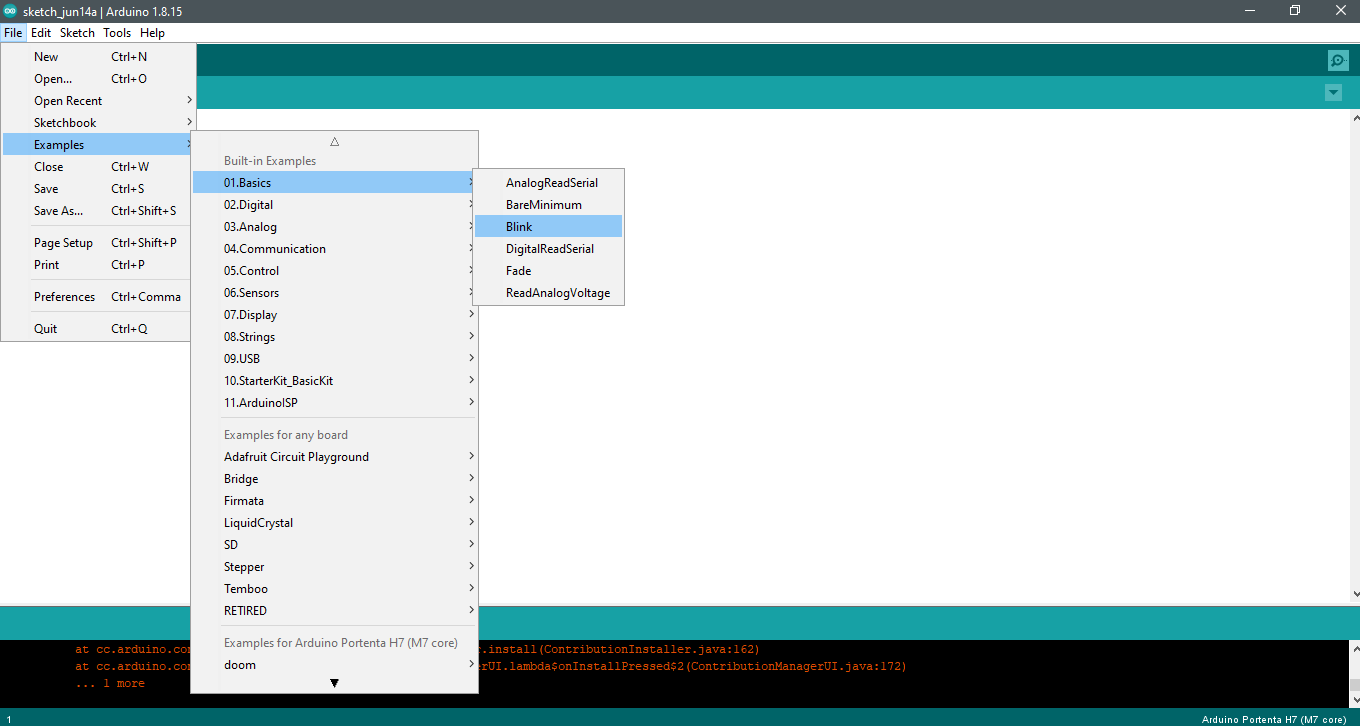 sketch_jun14a | Arduino 1.8.15
File Edit Sketch Tools Help
New Ctrl+N
Open... Ctrl+O
Open Recent
Sketchbook
Examples
Close Ctrl+W
Save Ctrl+S
Save As... Ctrl+Shift+S
Page Setup Ctrl+Shift+P
Print Ctrl+P
Preferences Ctrl+Comma
Quit Ctrl+Q
Built-in Examples
01.Basics
02.Digital
03.Analog
04.Communication
05.Control
06.Sensors
07.Display
08.Strings
09.USB
10.StarterKit_BasicKit
11.ArduinoISP
Examples for any board
Adafruit Circuit Playground
Bridge
Firmata
LiquidCrystal
SD
Stepper
Temboo
RETIRED
Examples for Arduino Portenta H7 (M7 core)
doom
AnalogReadSerial
BareMinimum
Blink
DigitalReadSerial
Fade
ReadAnalogVoltage
at cc.arduino.con r.install(ContributionInstaller.java:162)
at cc.arduino.con erUI.lambda$onInstallPressed$2(ContributionManagerUI.java:172)
... 1 more
1 Arduino Portenta H7 (M7 core)